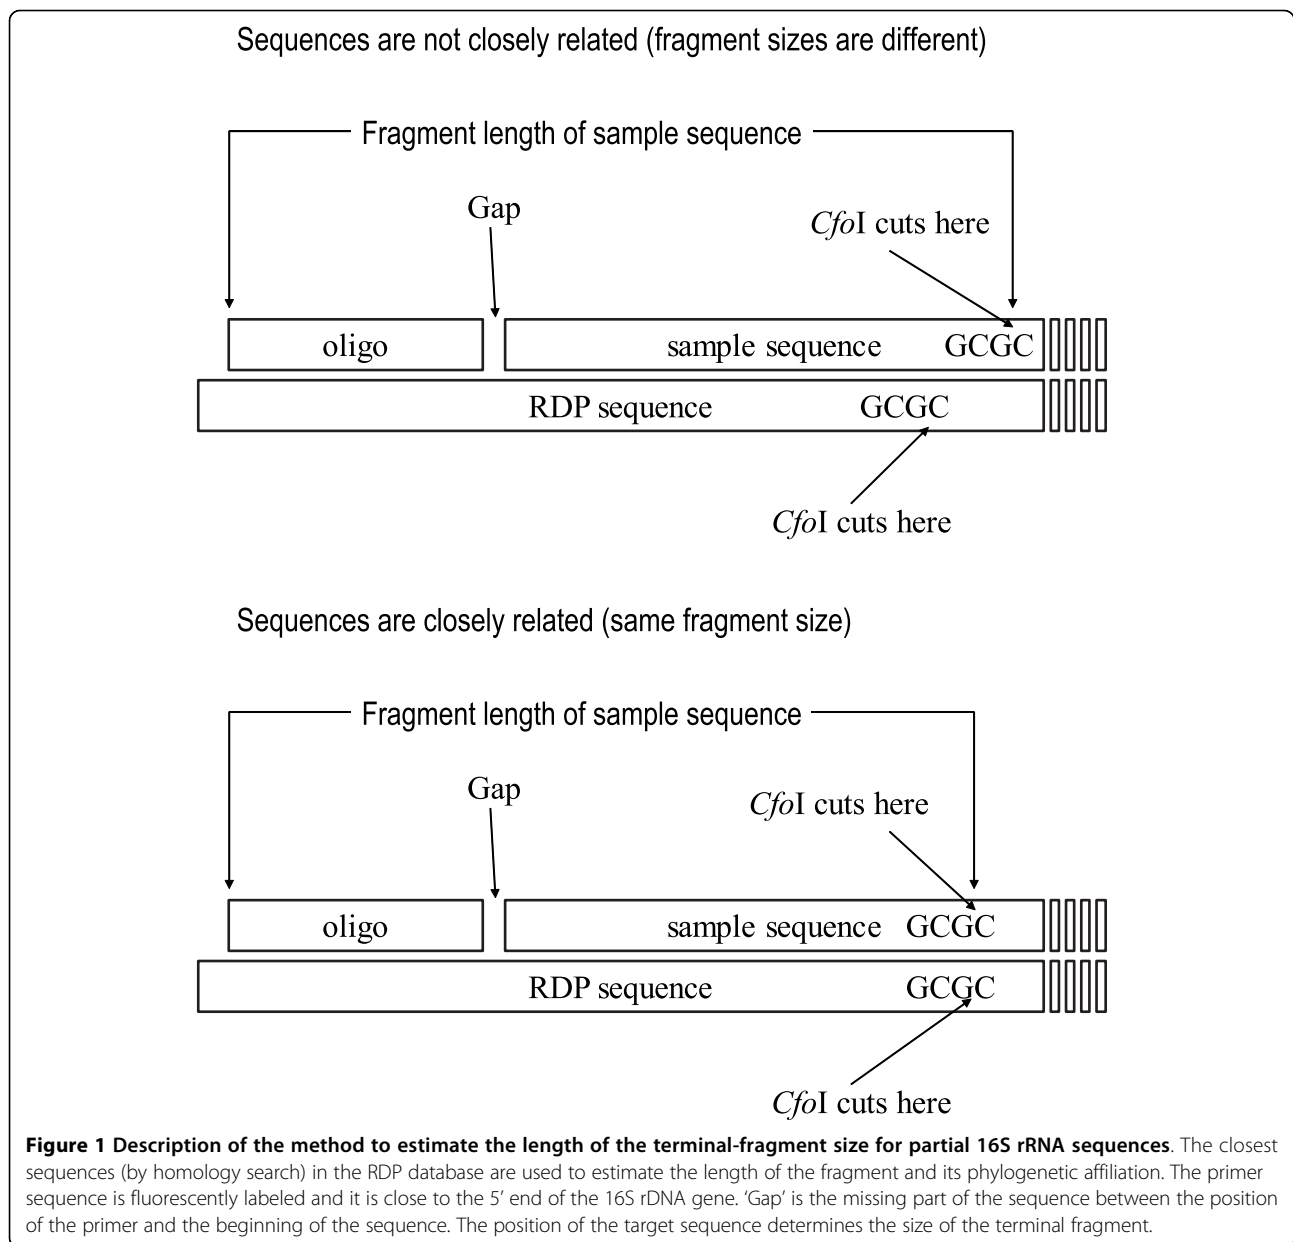 Sequences are not closely related (fragment sizes are different)
Fragment length of sample sequence
Gap
CfoI cuts here
oligo
sample sequence GCGC
RDP sequence GCGC
CfoI cuts here
Sequences are closely related (same fragment size)
Fragment length of sample sequence
Gap
CfoI cuts here
oligo
sample sequence GCGC
RDP sequence GCGC
CfoI cuts here
Figure 1 Description of the method to estimate the length of the terminal-fragment size for partial 16S rRNA sequences. The closest
sequences (by homology search) in the RDP database are used to estimate the length of the fragment and its phylogenetic affiliation. The primer
sequence is fluorescently labeled and it is close to the 5’ end of the 16S rDNA gene. ‘Gap’ is the missing part of the sequence between the position
of the primer and the beginning of the sequence. The position of the target sequence determines the size of the terminal fragment.